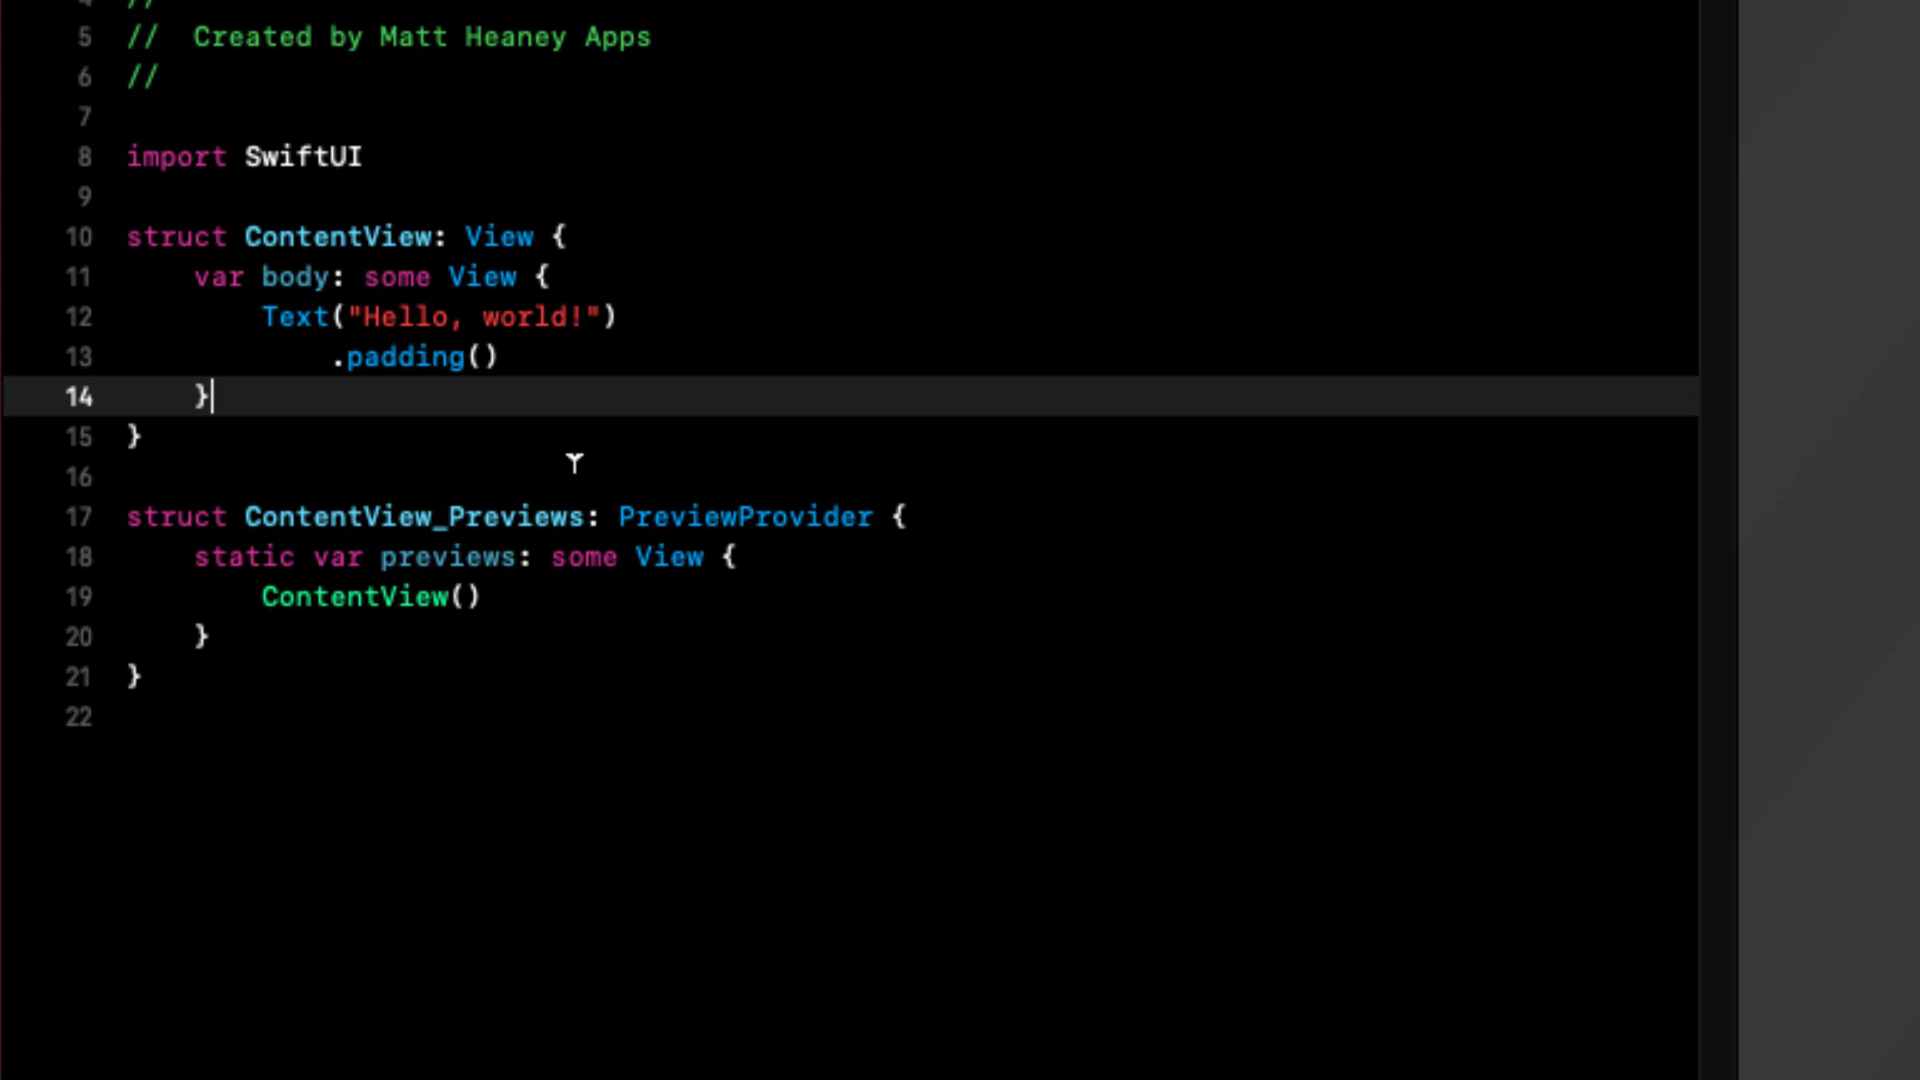 4 //
5 //  Created by Matt Heaney Apps
6 //
7
8 import SwiftUI
9
10 struct ContentView: View {
11     var body: some View {
12         Text("Hello, world!")
13             .padding()
14     }
15 }
16
17 struct ContentView_Previews: PreviewProvider {
18     static var previews: some View {
19         ContentView()
20     }
21 }
22